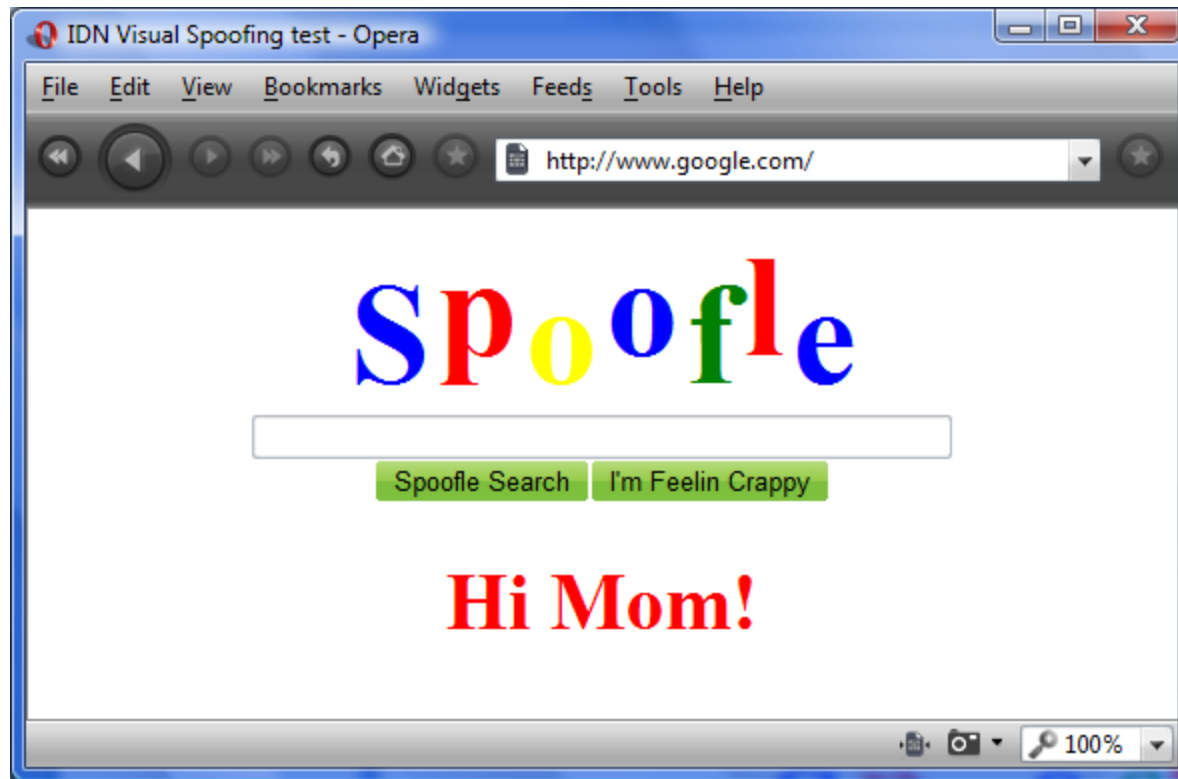 IDN Visual Spoofing test - Opera
File Edit View Bookmarks Widgets Feeds Tools Help
http://www.google.com/
Spoofle
Spoofle Search I'm Feelin Crappy
Hi Mom!
100%